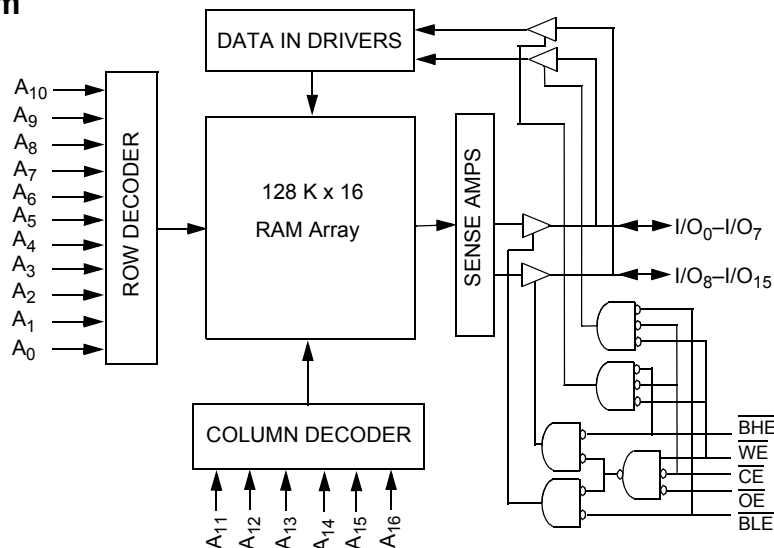 m
DATA IN DRIVERS
A10
A9
A8
A7
A6
A5
A4
A3
A2
A1
A0
ROW DECODER
128 K x 16
RAM Array
SENSE AMPS
I/O0–I/O7
I/O8–I/O15
COLUMN DECODER
BHE
WE
CE
OE
BLE
A11
A12
A13
A14
A15
A16